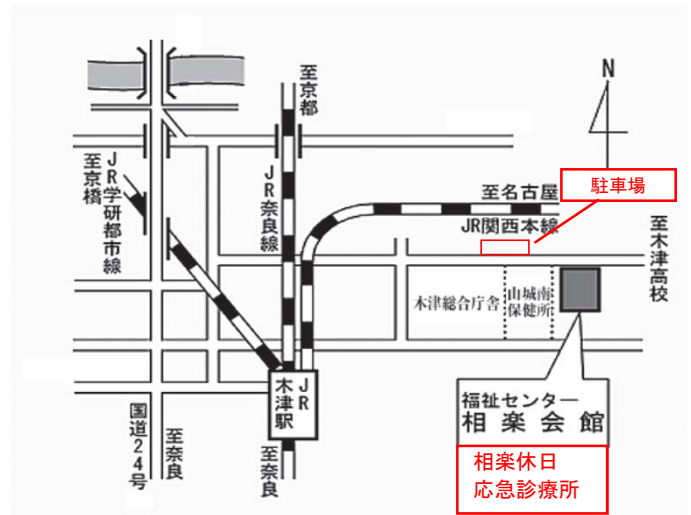 N
至京都
駐車場
JR学研都市線
至京橋
JR奈良線
至名古屋
JR関西本線
至木津高校
木津総合庁舎
山城南
保健所
JR
木津駅
福祉センター
相楽会館
相楽休日
応急診療所
国道24号
至奈良
至奈良